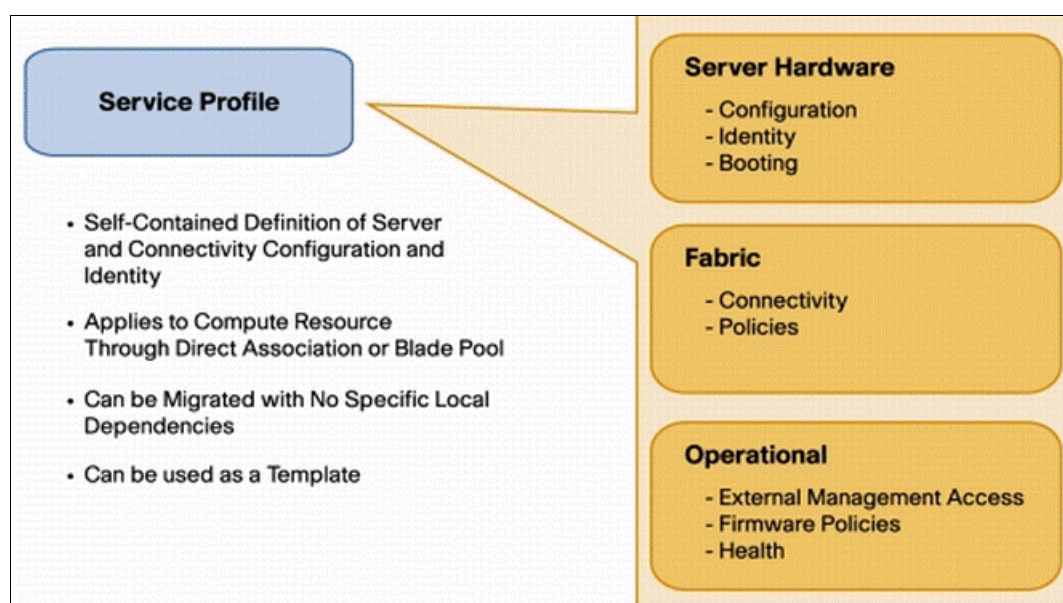 Service Profile
• Self-Contained Definition of Server
and Connectivity Configuration and
Identity
• Applies to Compute Resource
Through Direct Association or Blade Pool
• Can be Migrated with No Specific Local
Dependencies
• Can be used as a Template
Server Hardware
- Configuration
- Identity
- Booting
Fabric
- Connectivity
- Policies
Operational
- External Management Access
- Firmware Policies
- Health